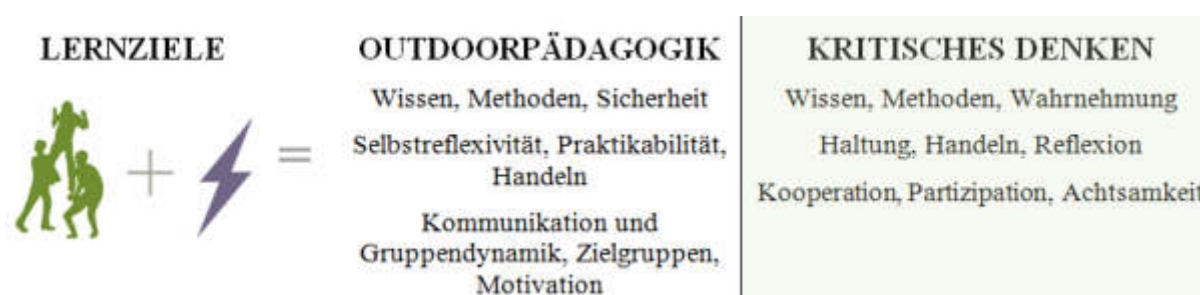 LERNZIELE
+
=
OUTDOORPÄDAGOGIK
Wissen, Methoden, Sicherheit
Selbstreflexivität, Praktikabilität,
Handeln
Kommunikation und
Gruppendynamik, Zielgruppen,
Motivation
KRITISCHES DENKEN
Wissen, Methoden, Wahrnehmung
Haltung, Handeln, Reflexion
Kooperation, Partizipation, Achtsamkeit